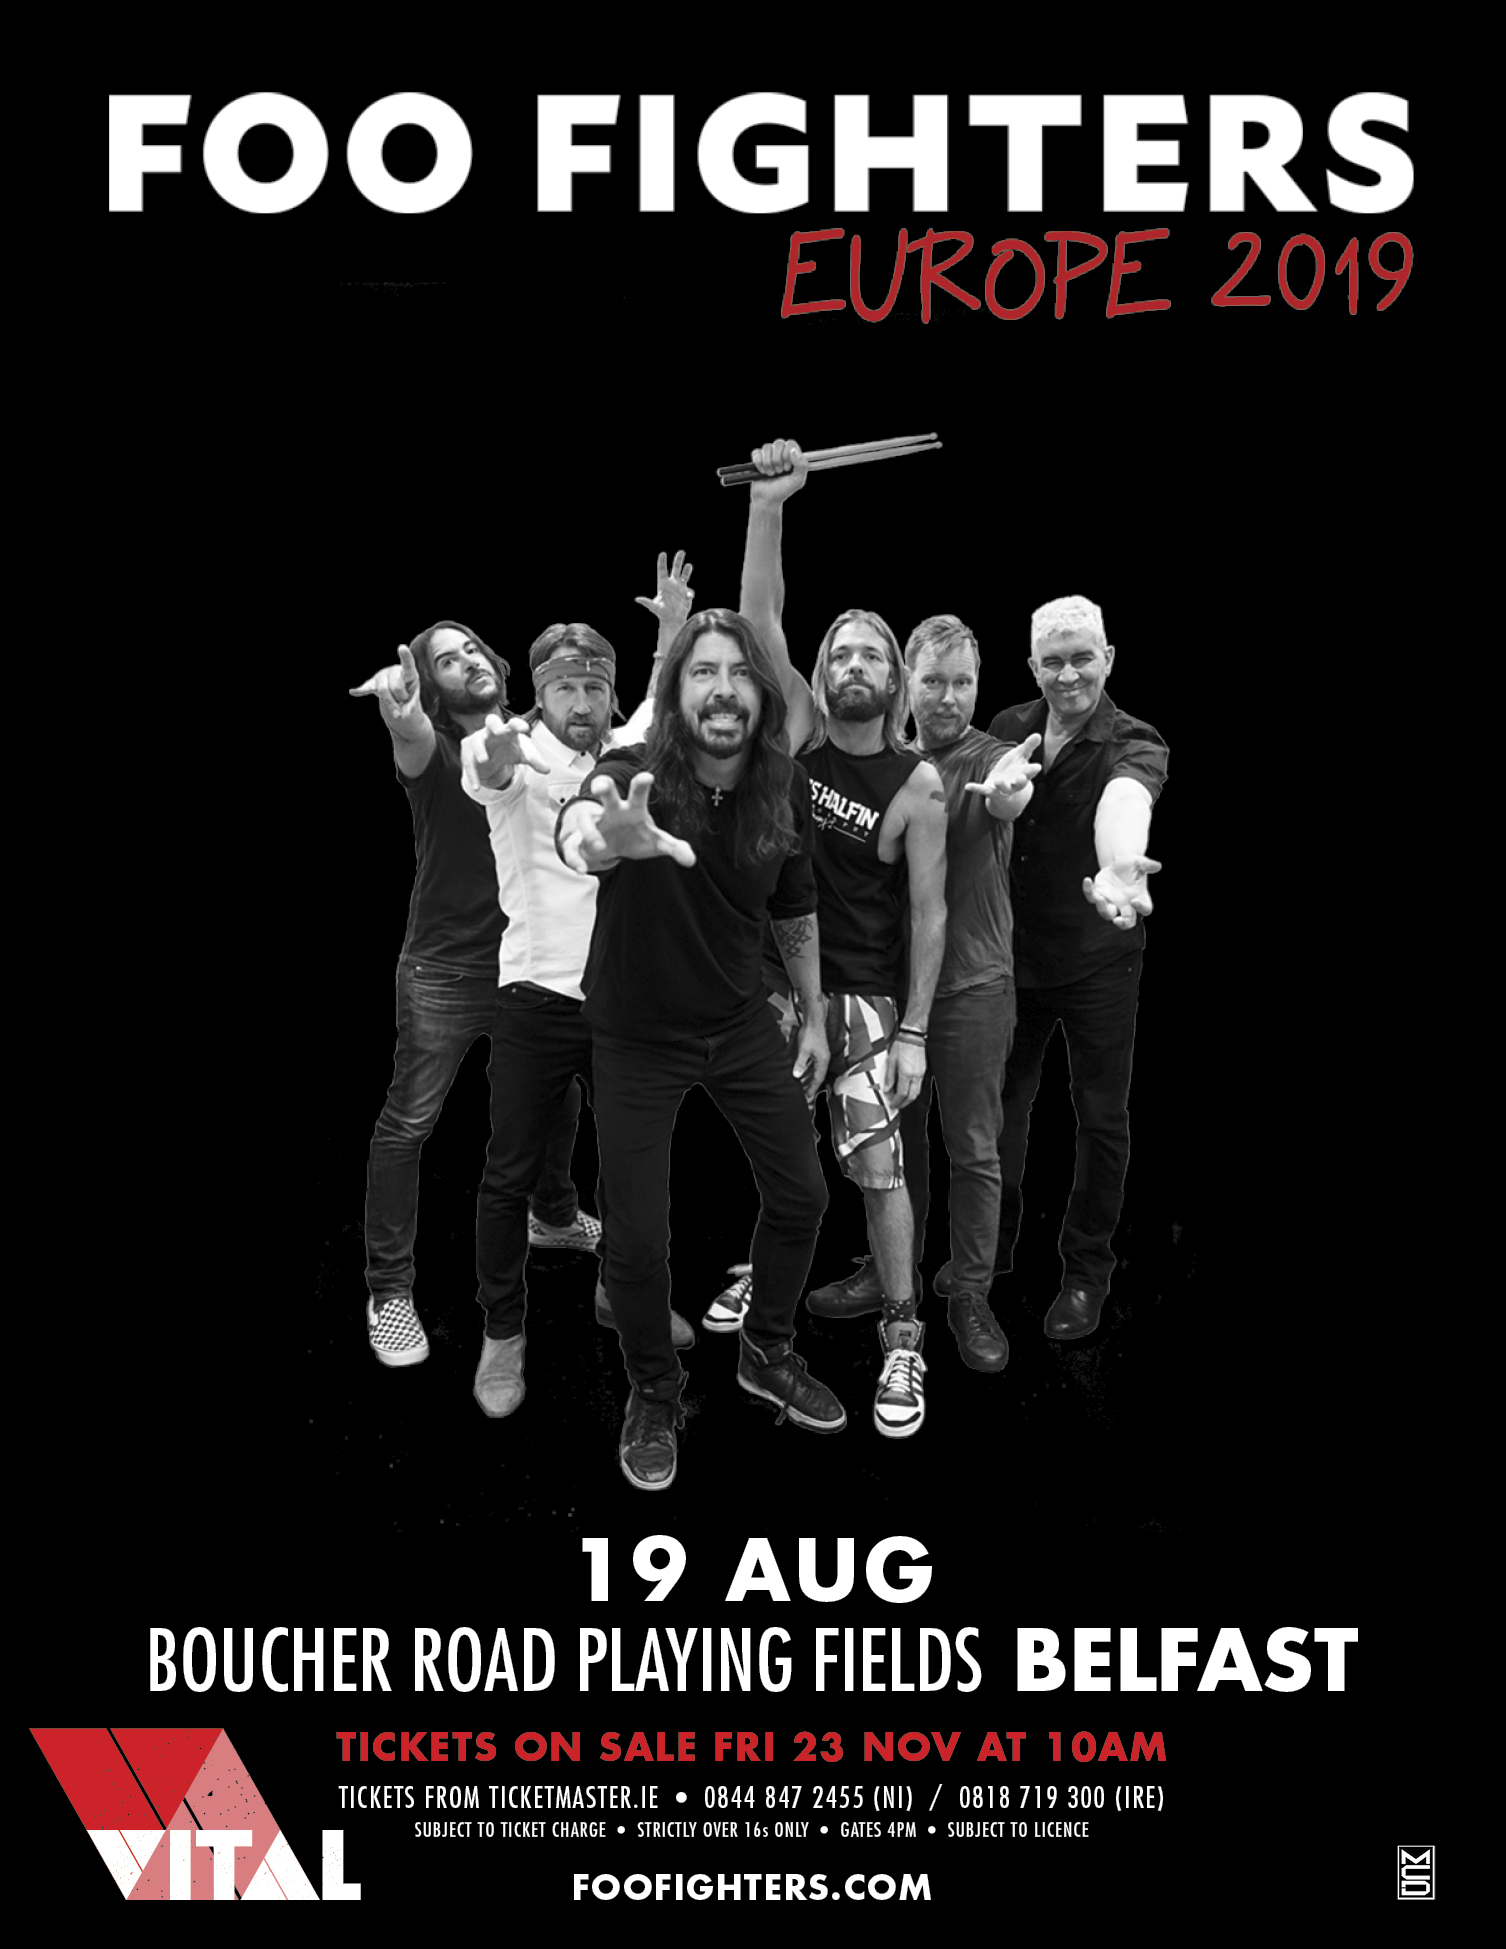 FOO FIGHTERS
EUROPE 2019
HALFIN
19 AUG
BOUCHER ROAD PLAYING FIELDS BELFAST
TICKETS ON SALE FRI 23 NOV AT 10AM
TICKETS FROM TICKETMASTER.IE • 0844 847 2455 (NI) / 0818 719 300 (IRE)
SUBJECT TO TICKET CHARGE • STRICTLY OVER 16s ONLY • GATES 4PM • SUBJECT TO LICENCE
VITAL
FOOFIGHTERS.COM
MCD